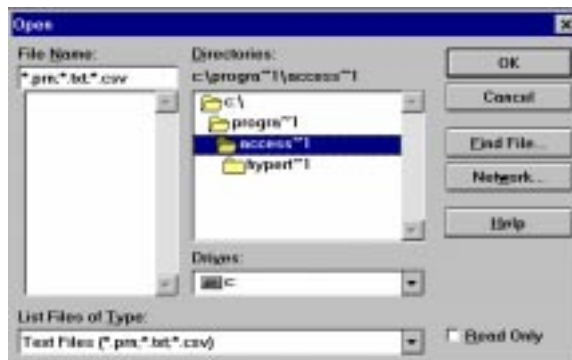 Open
File Name:
*.prn;*.txt;*.csv
Directories:
c:\progra~1\access~1
c:\
progra~1
access~1
hypert~1
Drives:
c:
List Files of Type:
Text Files (*.prn;*.txt;*.csv)
OK
Cancel
Find File...
Network...
Help
Read Only